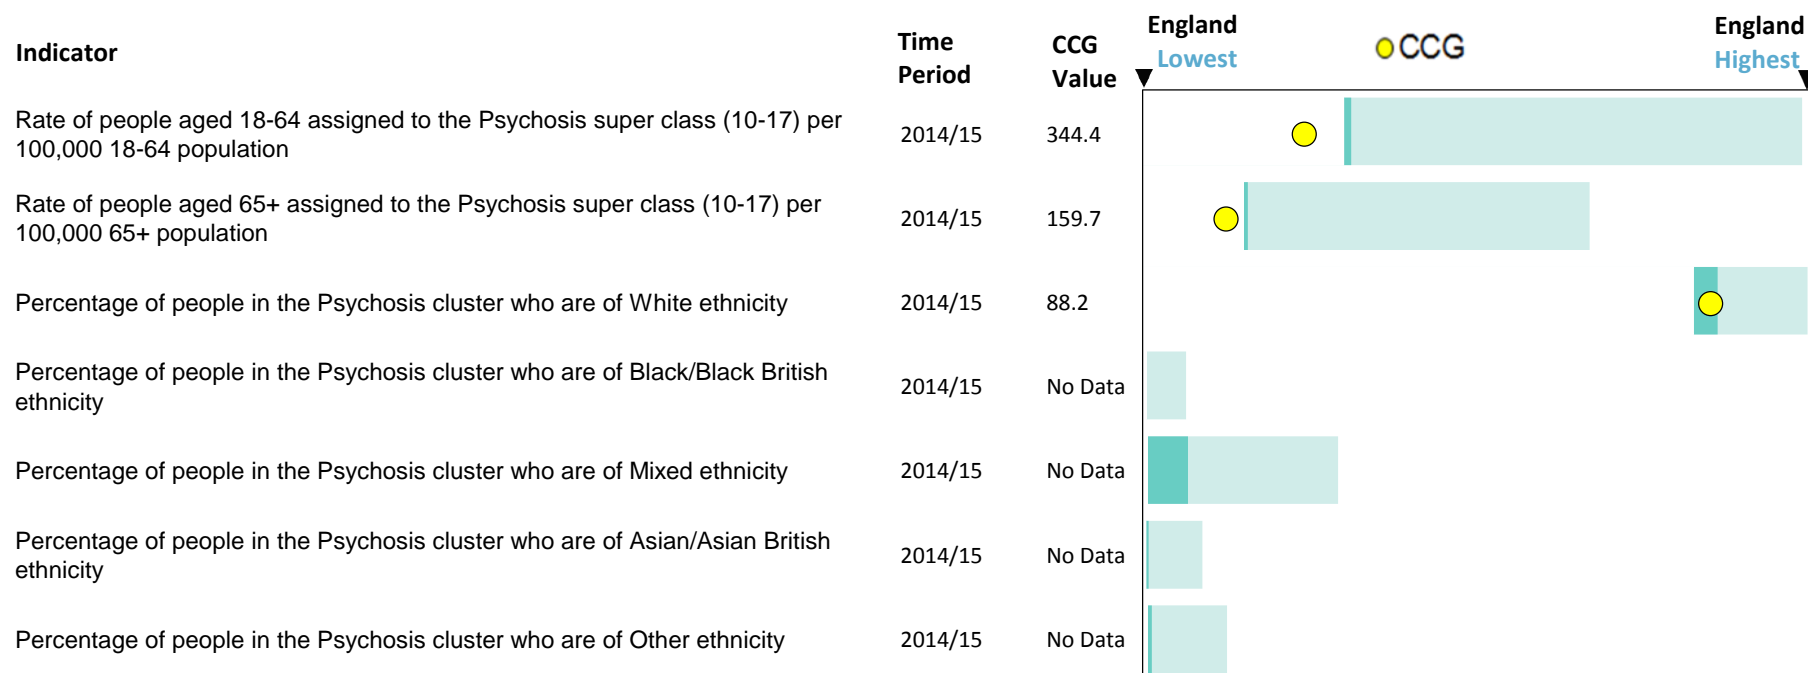 Indicator
Time
Period
CCG
Value
England
Lowest
CCG
England
Highest
Rate of people aged 18-64 assigned to the Psychosis super class (10-17) per
100,000 18-64 population
2014/15
344.4
Rate of people aged 65+ assigned to the Psychosis super class (10-17) per
100,000 65+ population
2014/15
159.7
Percentage of people in the Psychosis cluster who are of White ethnicity
2014/15
88.2
Percentage of people in the Psychosis cluster who are of Black/Black British
ethnicity
2014/15
No Data
Percentage of people in the Psychosis cluster who are of Mixed ethnicity
2014/15
No Data
Percentage of people in the Psychosis cluster who are of Asian/Asian British
ethnicity
2014/15
No Data
Percentage of people in the Psychosis cluster who are of Other ethnicity
2014/15
No Data